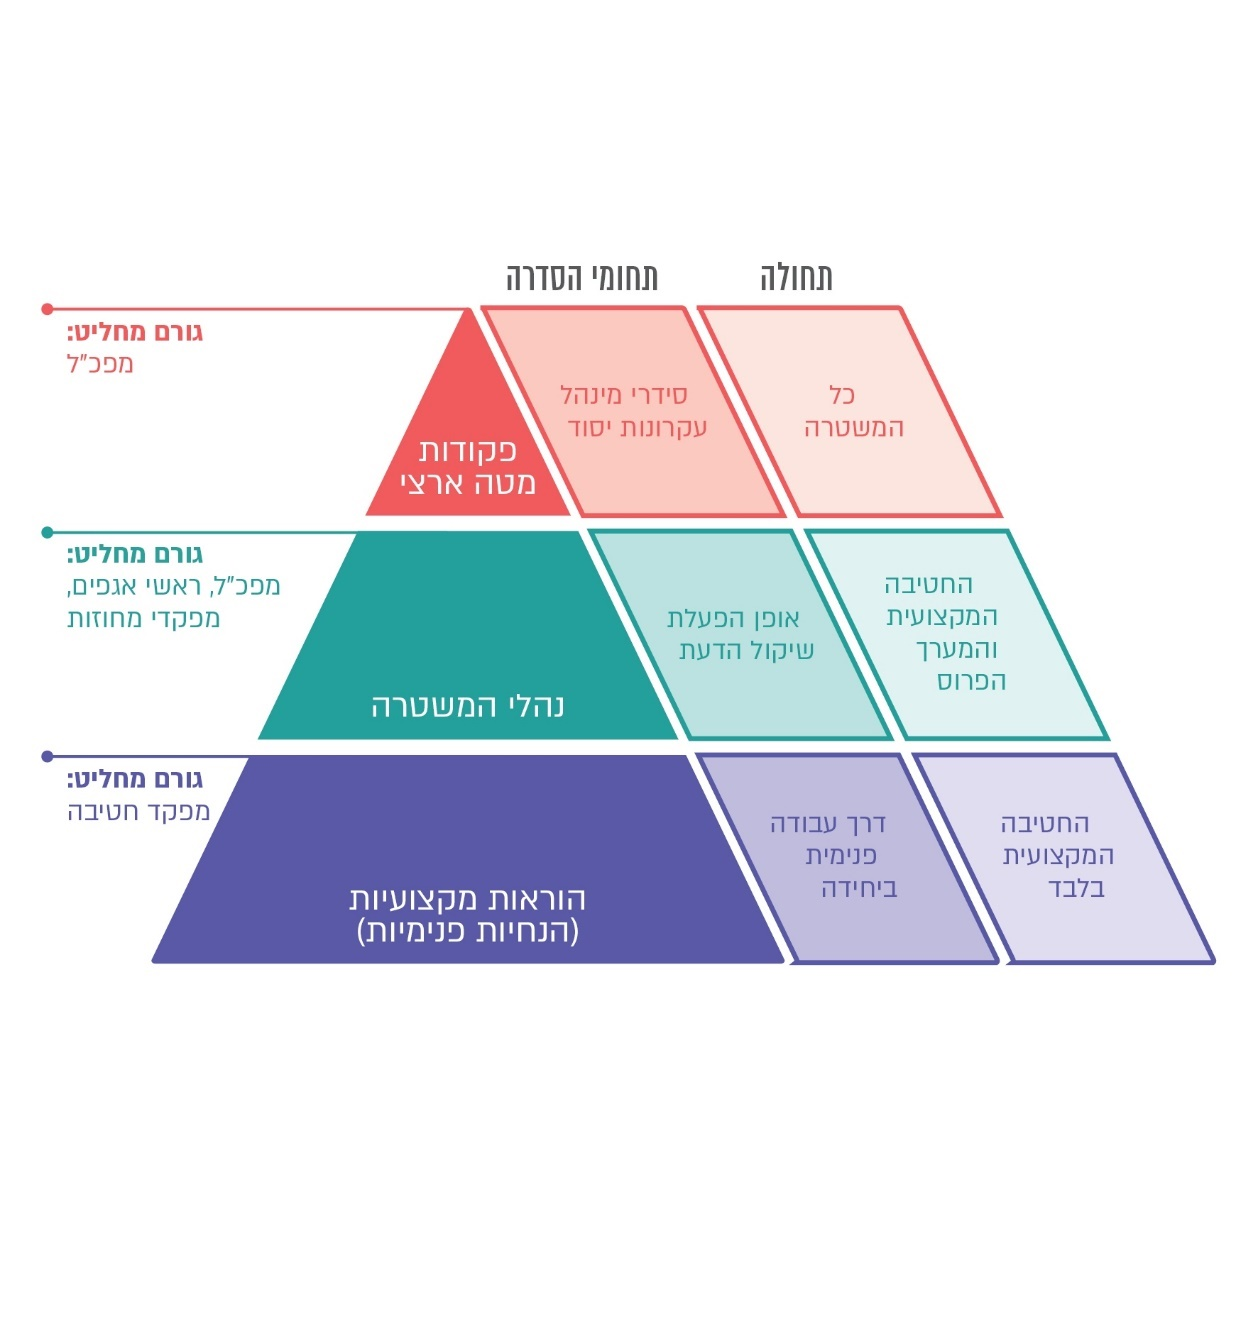 תחולה
תחומי הסדרה
כל
המשטרה
סידרי מינהל
עקרונות יסוד
פקודות
מטה ארצי
גורם מחליט:
מפכ"ל
החטיבה
המקצועית
והמערך
הפרוס
אופן הפעלת
שיקול הדעת
נהלי המשטרה
גורם מחליט:
מפכ"ל, ראשי אגפים,
מפקדי מחוזות
החטיבה
המקצועית
בלבד
דרך עבודה
פנימית
ביחידה
הוראות מקצועיות
(הנחיות פנימיות)
גורם מחליט:
מפקד חטיבה